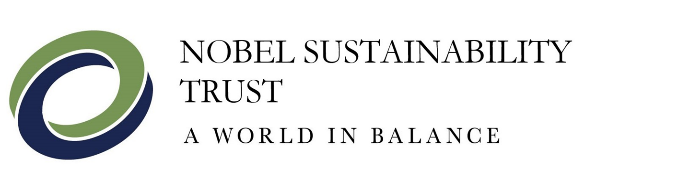 NOBEL SUSTAINABILITY
TRUST
A WORLD IN BALANCE